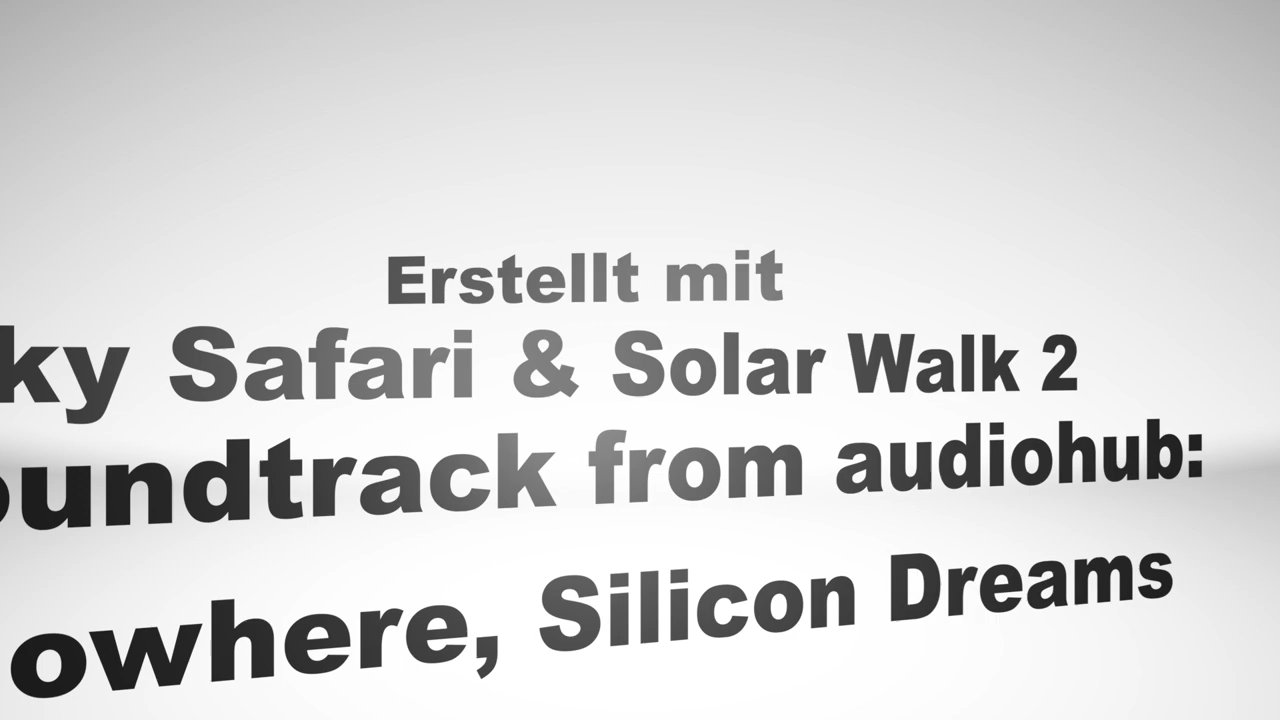 Erstellt mit
ky Safari & Solar Walk 2
oundtrack from audiohub:
owhere, Silicon Dreams